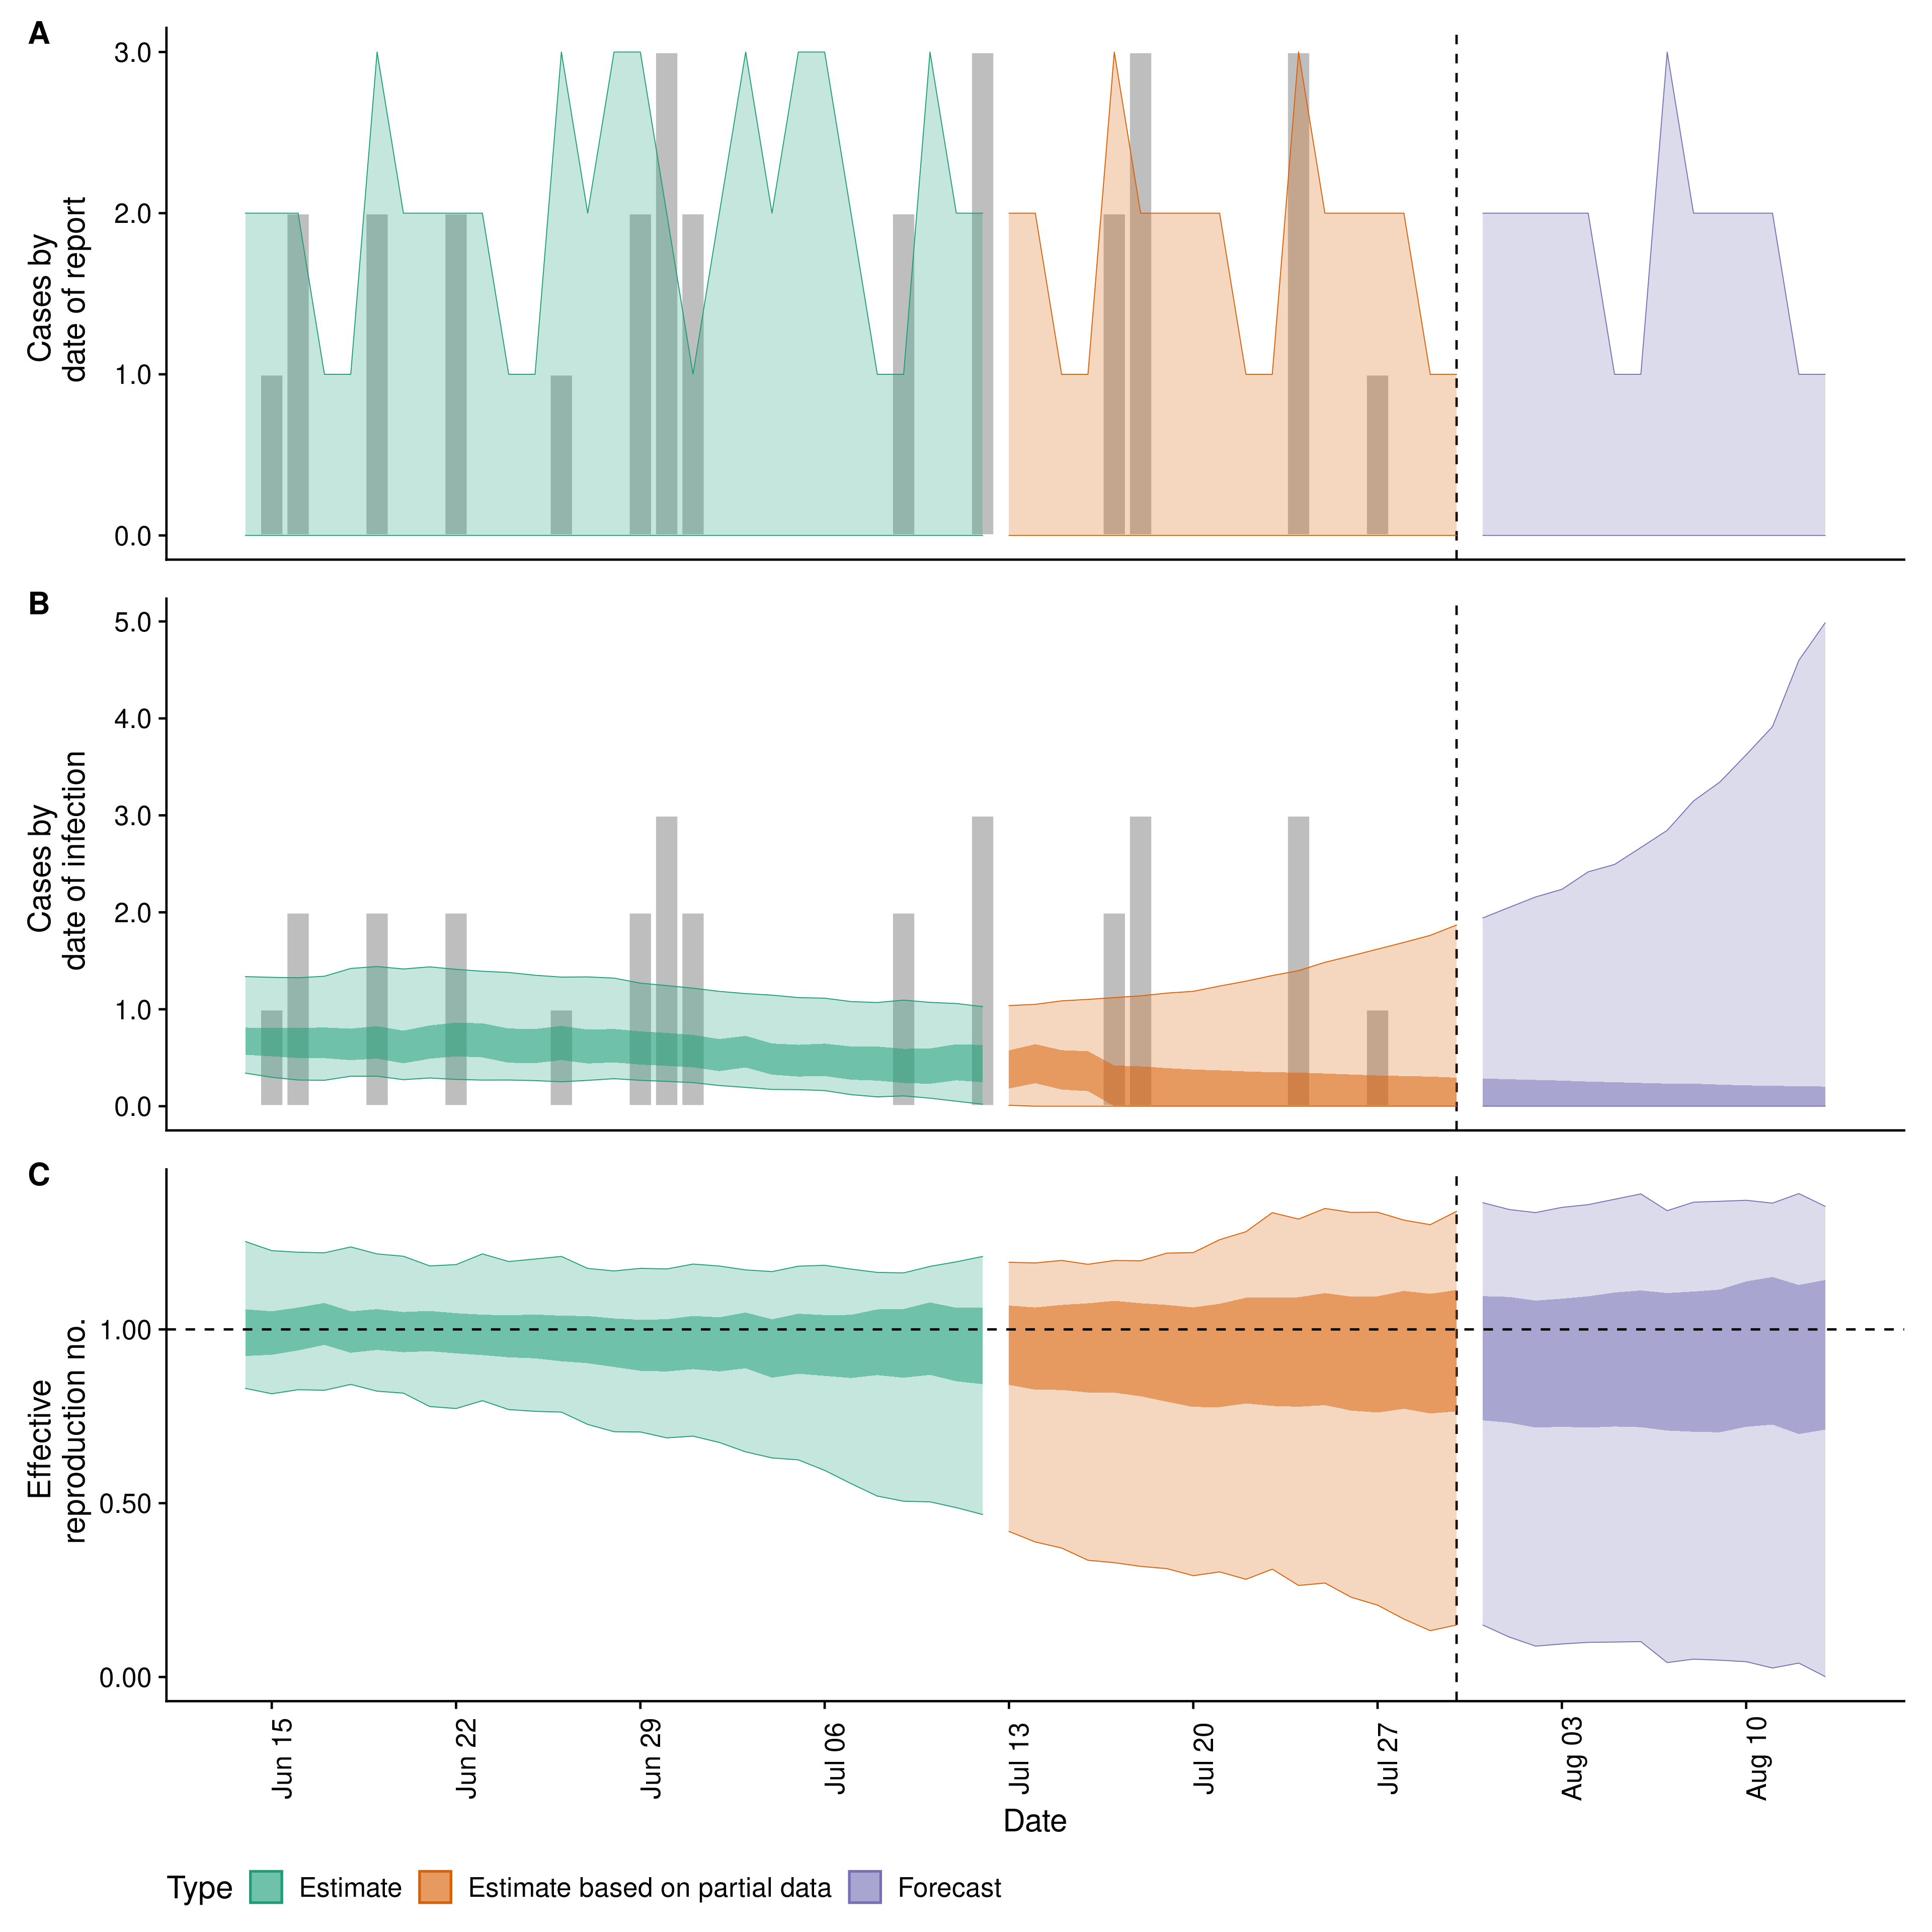 A
Cases by
date of report
3.0
2.0
1.0
0.0
B
Cases by
date of infection
5.0
4.0
3.0
2.0
1.0
0.0
C
Effective
reproduction no.
1.00
0.50
0.00
Jun 15
Jun 22
Jun 29
Jul 06
Jul 13
Jul 20
Jul 27
Aug 03
Aug 10
Date
Type Estimate Estimate based on partial data Forecast